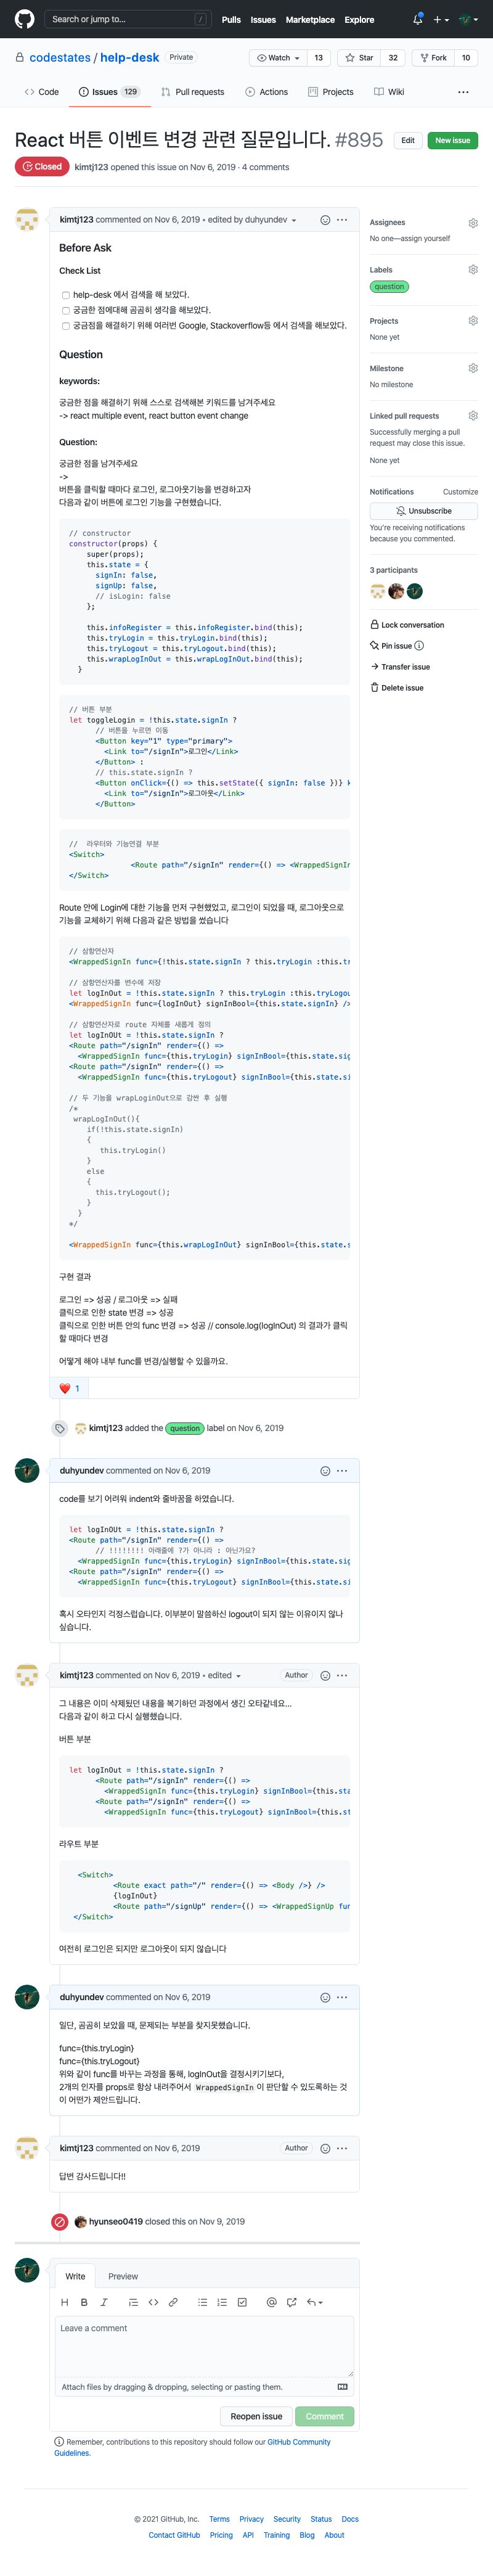 Search or jump to...
/
Pulls Issues Marketplace Explore
codestates / help-desk Private
Watch 13 Star 32 Fork 10
Code Issues 129 Pull requests Actions Projects Wiki
React 버튼 이벤트 변경 관련 질문입니다. #895
Edit New issue
Closed kimtj123 opened this issue on Nov 6, 2019 · 4 comments
kimtj123 commented on Nov 6, 2019 • edited by duhyundev
Before Ask
Check List
help-desk 에서 검색을 해 보았다.
궁금한 점에대해 곰곰히 생각을 해보았다.
궁금점을 해결하기 위해 여러번 Google, Stackoverflow등 에서 검색을 해보았다.
Question
keywords:
궁금한 점을 해결하기 위해 스스로 검색해본 키워드를 남겨주세요
-> react multiple event, react button event change
Question:
궁금한 점을 남겨주세요
->
버튼을 클릭할 때마다 로그인, 로그아웃기능을 변경하고자
다음과 같이 버튼에 로그인 기능을 구현했습니다.
// constructor
constructor(props) {
super(props);
this.state = {
signIn: false,
signUp: false,
// isLogin: false
};
this.infoRegister = this.infoRegister.bind(this);
this.tryLogin = this.tryLogin.bind(this);
this.tryLogout = this.tryLogout.bind(this);
this.wrapLogInOut = this.wrapLogInOut.bind(this);
}
// 버튼 부분
let toggleLogin = !this.state.signIn ?
// 버튼을 누르면 이동
<Button key="1" type="primary">
<Link to="/signIn">로그인</Link>
</Button> :
// this.state.signIn ?
<Button onClick={() => this.setState({ signIn: false })} k
<Link to="/signIn">로그아웃</Link>
</Button>
// 라우터와 기능연결 부분
<Switch>
<Route path="/signIn" render={() => <WrappedSignIn
</Switch>
Route 안에 Login에 대한 기능을 먼저 구현했었고, 로그인이 되었을 때, 로그아웃으로
기능을 교체하기 위해 다음과 같은 방법을 썼습니다
// 삼항연산자
<WrappedSignIn func={!this.state.signIn ? this.tryLogin :this.tr
// 삼항연산자를 변수에 저장
let logInOut = !this.state.signIn ? this.tryLogin :this.tryLogou
<WrappedSignIn func={logInOut} signInBool={this.state.signIn} />
// 삼항연산자로 route 자체를 새롭게 정의
let logInOUt = !this.state.signIn ?
<Route path="/signIn" render={() =>
<WrappedSignIn func={this.tryLogin} signInBool={this.state.sig
<Route path="/signIn" render={() =>
<WrappedSignIn func={this.tryLogout} signInBool={this.state.si
// 두 기능을 wrapLoginOut으로 감싼 후 실행
/*
wrapLogInOut(){
if(!this.state.signIn)
{
this.tryLogin()
}
else
{
this.tryLogout();
}
}
*/
<WrappedSignIn func={this.wrapLogInOut} signInBool={this.state.s
구현 결과
로그인 => 성공 / 로그아웃 => 실패
클릭으로 인한 state 변경 => 성공
클릭으로 인한 버튼 안의 func 변경 => 성공 // console.log(logInOut) 의 결과가 클릭
할 때마다 변경
어떻게 해야 내부 func를 변경/실행할 수 있을까요.
❤️ 1
kimtj123 added the question label on Nov 6, 2019
duhyundev commented on Nov 6, 2019
code를 보기 어려워 indent와 줄바꿈을 하였습니다.
let logInOUt = !this.state.signIn ?
<Route path="/signIn" render={() =>
// !!!!!!!! 아래줄에 ?가 아니라 : 아닌가요?
<WrappedSignIn func={this.tryLogin} signInBool={this.state.sig
<Route path="/signIn" render={() =>
<WrappedSignIn func={this.tryLogout} signInBool={this.state.si
혹시 오타인지 걱정스럽습니다. 이부분이 말씀하신 logout이 되지 않는 이유이지 않나
싶습니다.
kimtj123 commented on Nov 6, 2019 • edited Author
그 내용은 이미 삭제됬던 내용을 복기하던 과정에서 생긴 오타같네요...
다음과 같이 하고 다시 실행했습니다.
버튼 부분
let logInOut = !this.state.signIn ?
<Route path="/signIn" render={() =>
<WrappedSignIn func={this.tryLogin} signInBool={this.sta
<Route path="/signIn" render={() =>
<WrappedSignIn func={this.tryLogout} signInBool={this.st
라우트 부분
<Switch>
<Route exact path="/" render={() => <Body />} />
{logInOut}
<Route path="/signUp" render={() => <WrappedSignUp fun
</Switch>
여전히 로그인은 되지만 로그아웃이 되지 않습니다
duhyundev commented on Nov 6, 2019
일단, 곰곰히 보았을 때, 문제되는 부분을 찾지못했습니다.
func={this.tryLogin}
func={this.tryLogout}
위와 같이 func를 바꾸는 과정을 통해, logInOut을 결정시키기보다,
2개의 인자를 props로 항상 내려주어서 WrappedSignIn 이 판단할 수 있도록하는 것
이 어떤가 제안드립니다.
kimtj123 commented on Nov 6, 2019 Author
답변 감사드립니다!!
hyunseo0419 closed this on Nov 9, 2019
Write Preview
Leave a comment
Attach files by dragging & dropping, selecting or pasting them.
Reopen issue Comment
Remember, contributions to this repository should follow our GitHub Community
Guidelines.
Assignees
No one—assign yourself
Labels
question
Projects
None yet
Milestone
No milestone
Linked pull requests
Successfully merging a pull
request may close this issue.
None yet
Notifications Customize
Unsubscribe
You're receiving notifications
because you commented.
3 participants
Lock conversation
Pin issue
Transfer issue
Delete issue
© 2021 GitHub, Inc. Terms Privacy Security Status Docs
Contact GitHub Pricing API Training Blog About